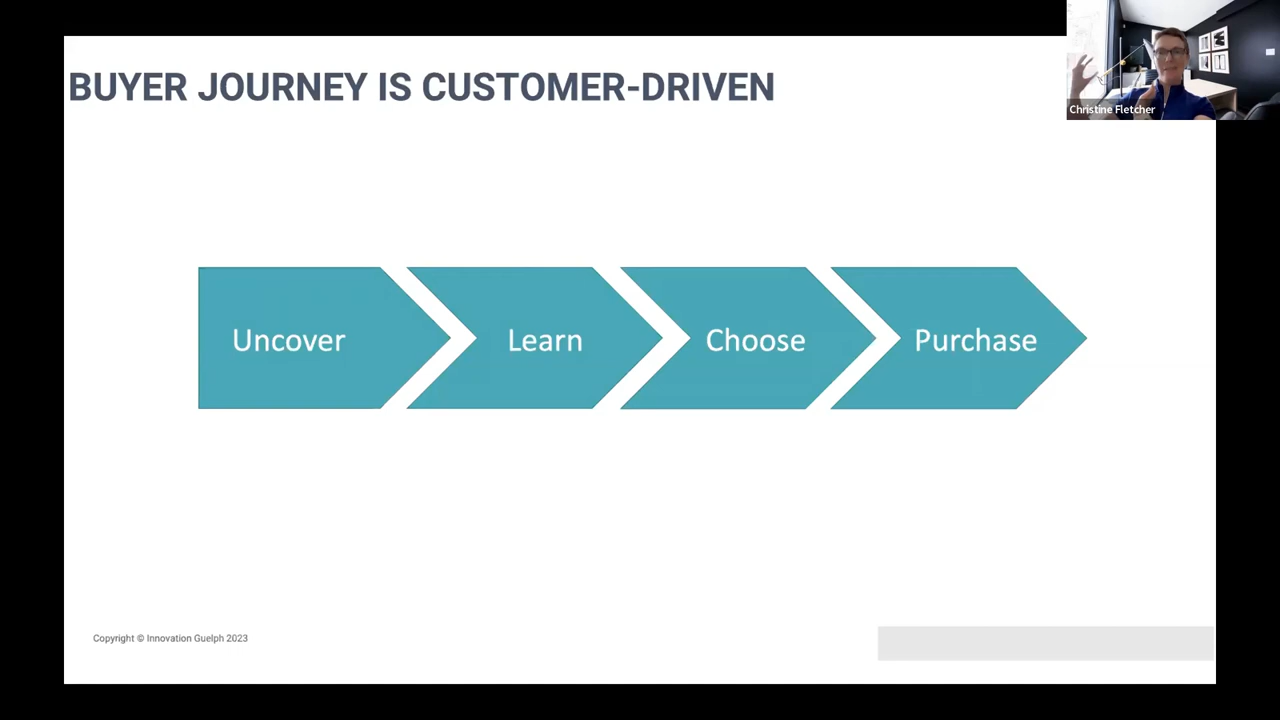 BUYER JOURNEY IS CUSTOMER-DRIVEN
Christine Fletcher
Uncover
Learn
Choose
Purchase
Copyright © Innovation Guelph 2023